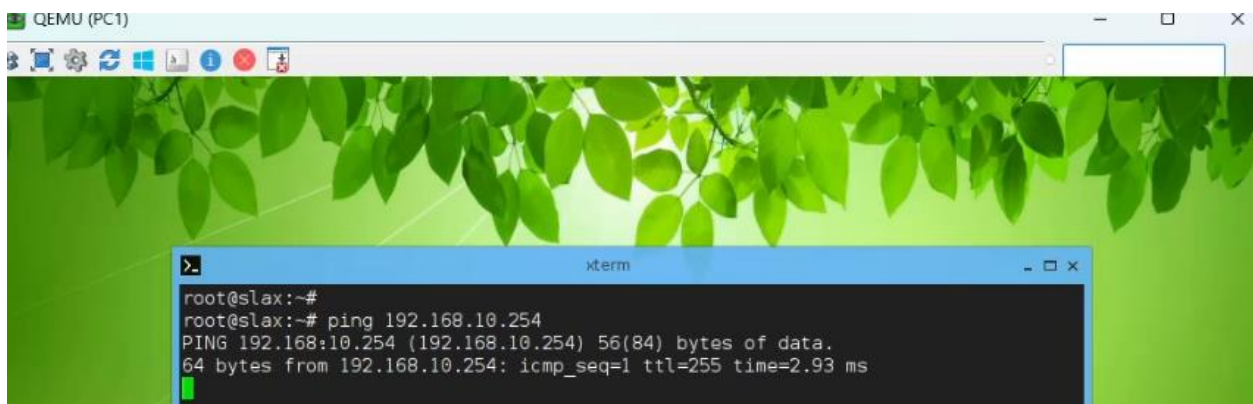 QEMU (PC1)
xterm
root@slax:~#
root@slax:~# ping 192.168.10.254
PING 192.168.10.254 (192.168.10.254) 56(84) bytes of data.
64 bytes from 192.168.10.254: icmp_seq=1 ttl=255 time=2.93 ms